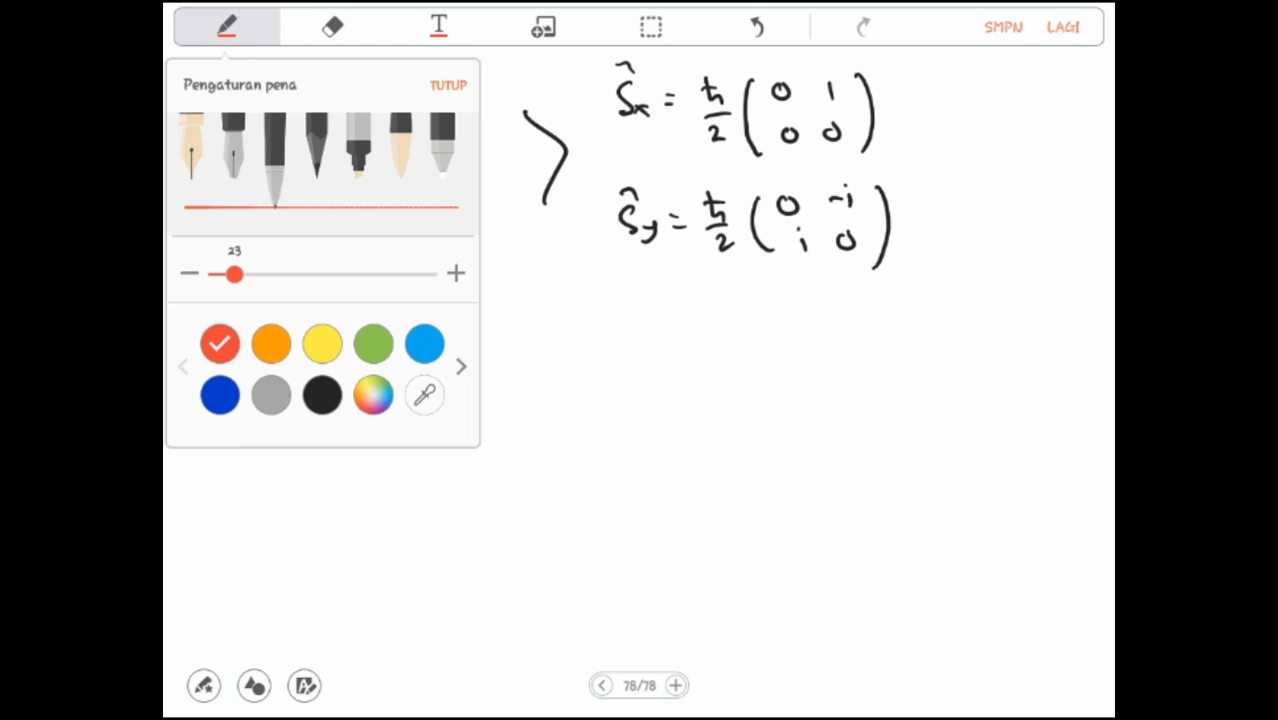 T SMPN LAGI
Pengaturan pena TUTUP
23
Ŝx = ħ/2 ( 0 1
0 0 )
Ŝy = ħ/2 ( 0 -i
i 0 )
78/78